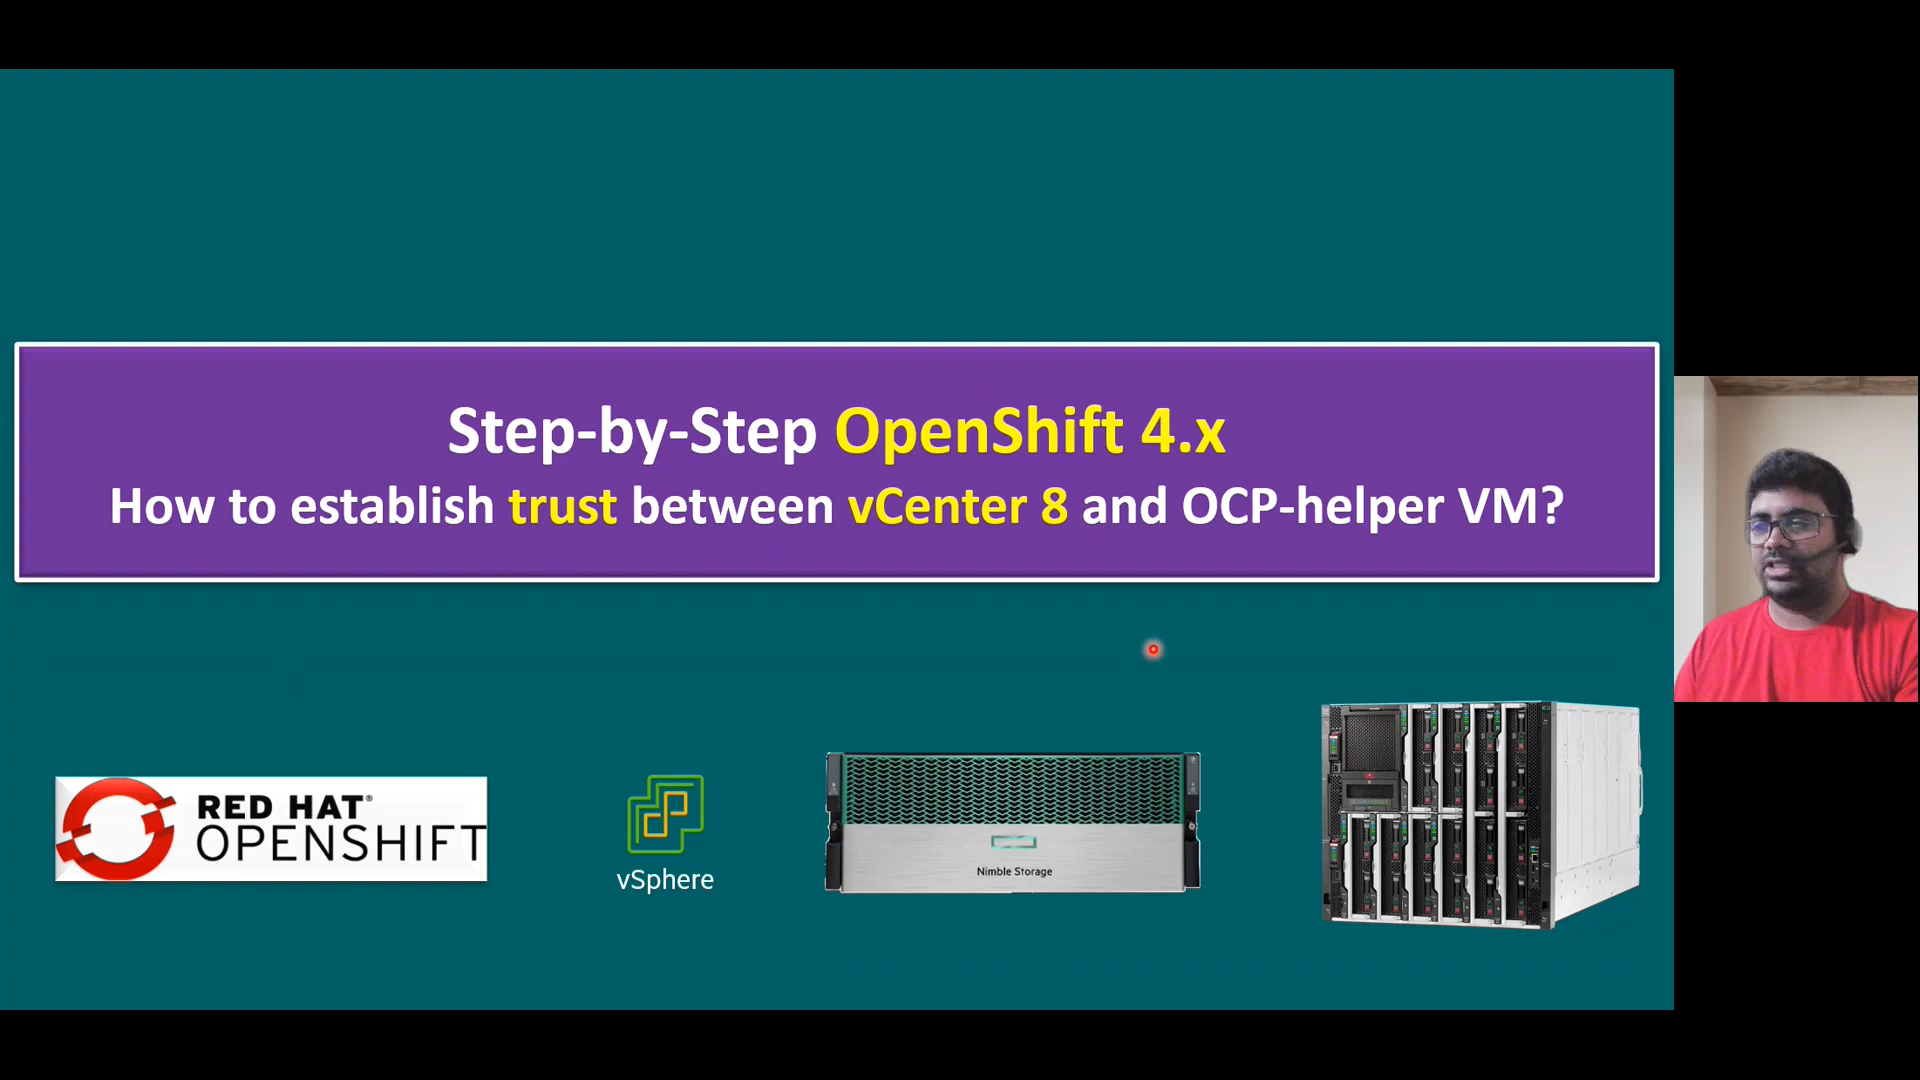 Step-by-Step OpenShift 4.x
How to establish trust between vCenter 8 and OCP-helper VM?
RED HAT®
OPENSHIFT
vSphere
Nimble Storage